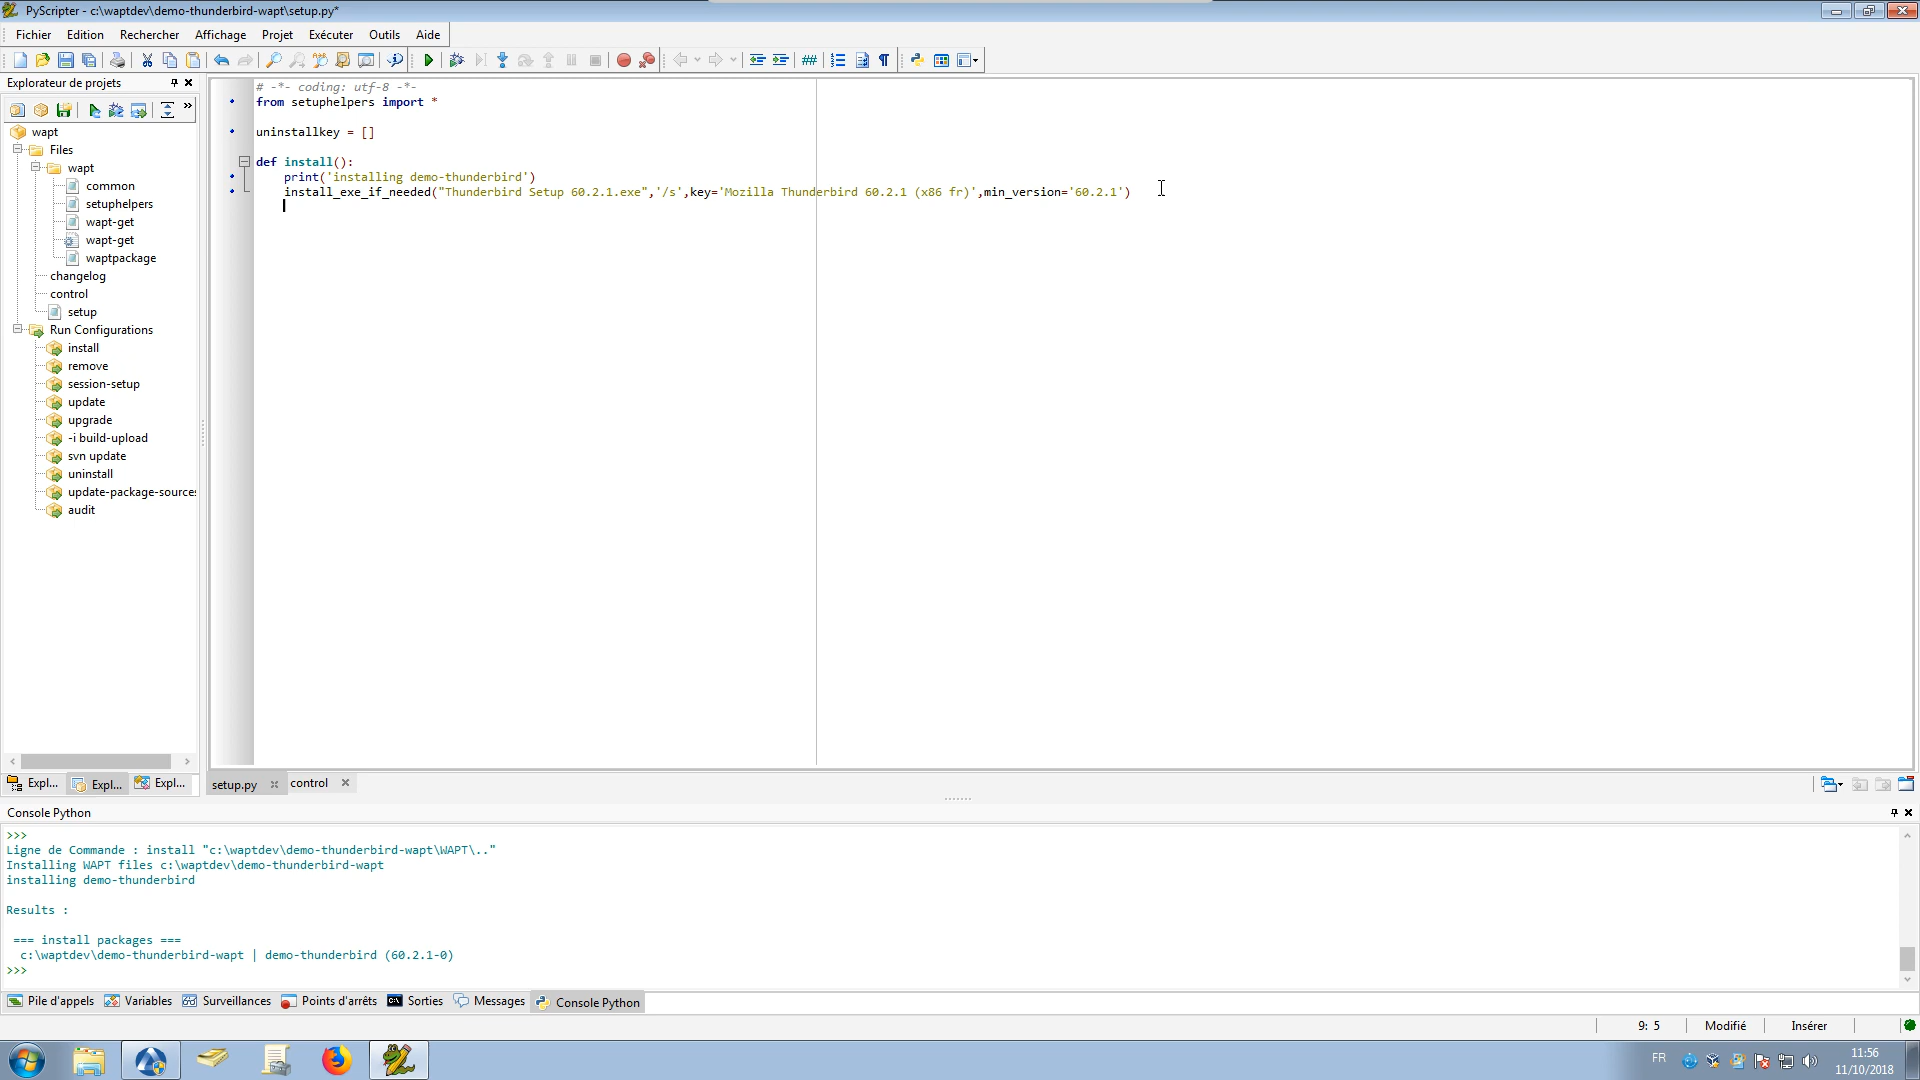 PyScripter - c:\waptdev\demo-thunderbird-wapt\setup.py*
Fichier Edition Rechercher Affichage Projet Exécuter Outils Aide
Explorateur de projets
wapt
Files
wapt
common
setuphelpers
wapt-get
wapt-get
waptpackage
changelog
control
setup
Run Configurations
install
remove
session-setup
update
upgrade
-i build-upload
svn update
uninstall
update-package-sources
audit
Expl... Expl... Expl...
# -*- coding: utf-8 -*-
from setuphelpers import *
uninstallkey = []
def install():
print('installing demo-thunderbird')
install_exe_if_needed("Thunderbird Setup 60.2.1.exe",'/s',key='Mozilla Thunderbird 60.2.1 (x86 fr)',min_version='60.2.1')
setup.py control
Console Python
>>>
Ligne de Commande : install "c:\waptdev\demo-thunderbird-wapt\WAPT\.."
Installing WAPT files c:\waptdev\demo-thunderbird-wapt
installing demo-thunderbird
Results :
=== install packages ===
c:\waptdev\demo-thunderbird-wapt | demo-thunderbird (60.2.1-0)
>>>
Pile d'appels Variables Surveillances Points d'arrêts Sorties Messages Console Python
9: 5 Modifié Insérer
FR 11:56
11/10/2018